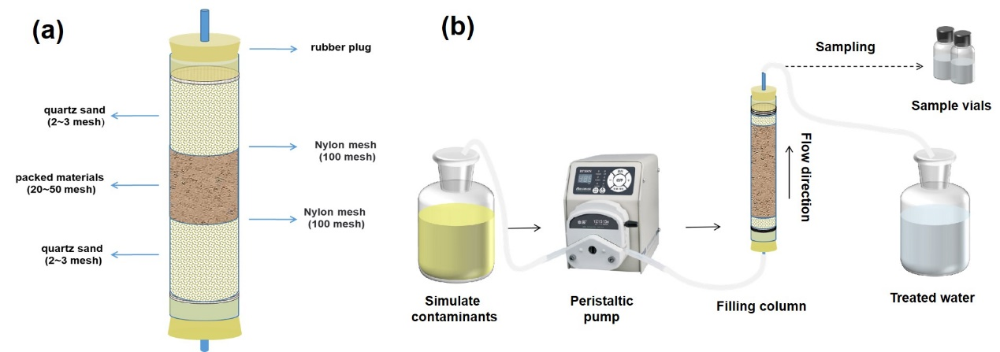 (a)
rubber plug
quartz sand
(2~3 mesh)
Nylon mesh
(100 mesh)
packed materials
(20~50 mesh)
Nylon mesh
(100 mesh)
quartz sand
(2~3 mesh)
(b)
Sampling
Sample vials
Flow direction
Simulate
contaminants
Peristaltic
pump
Filling column
Treated water